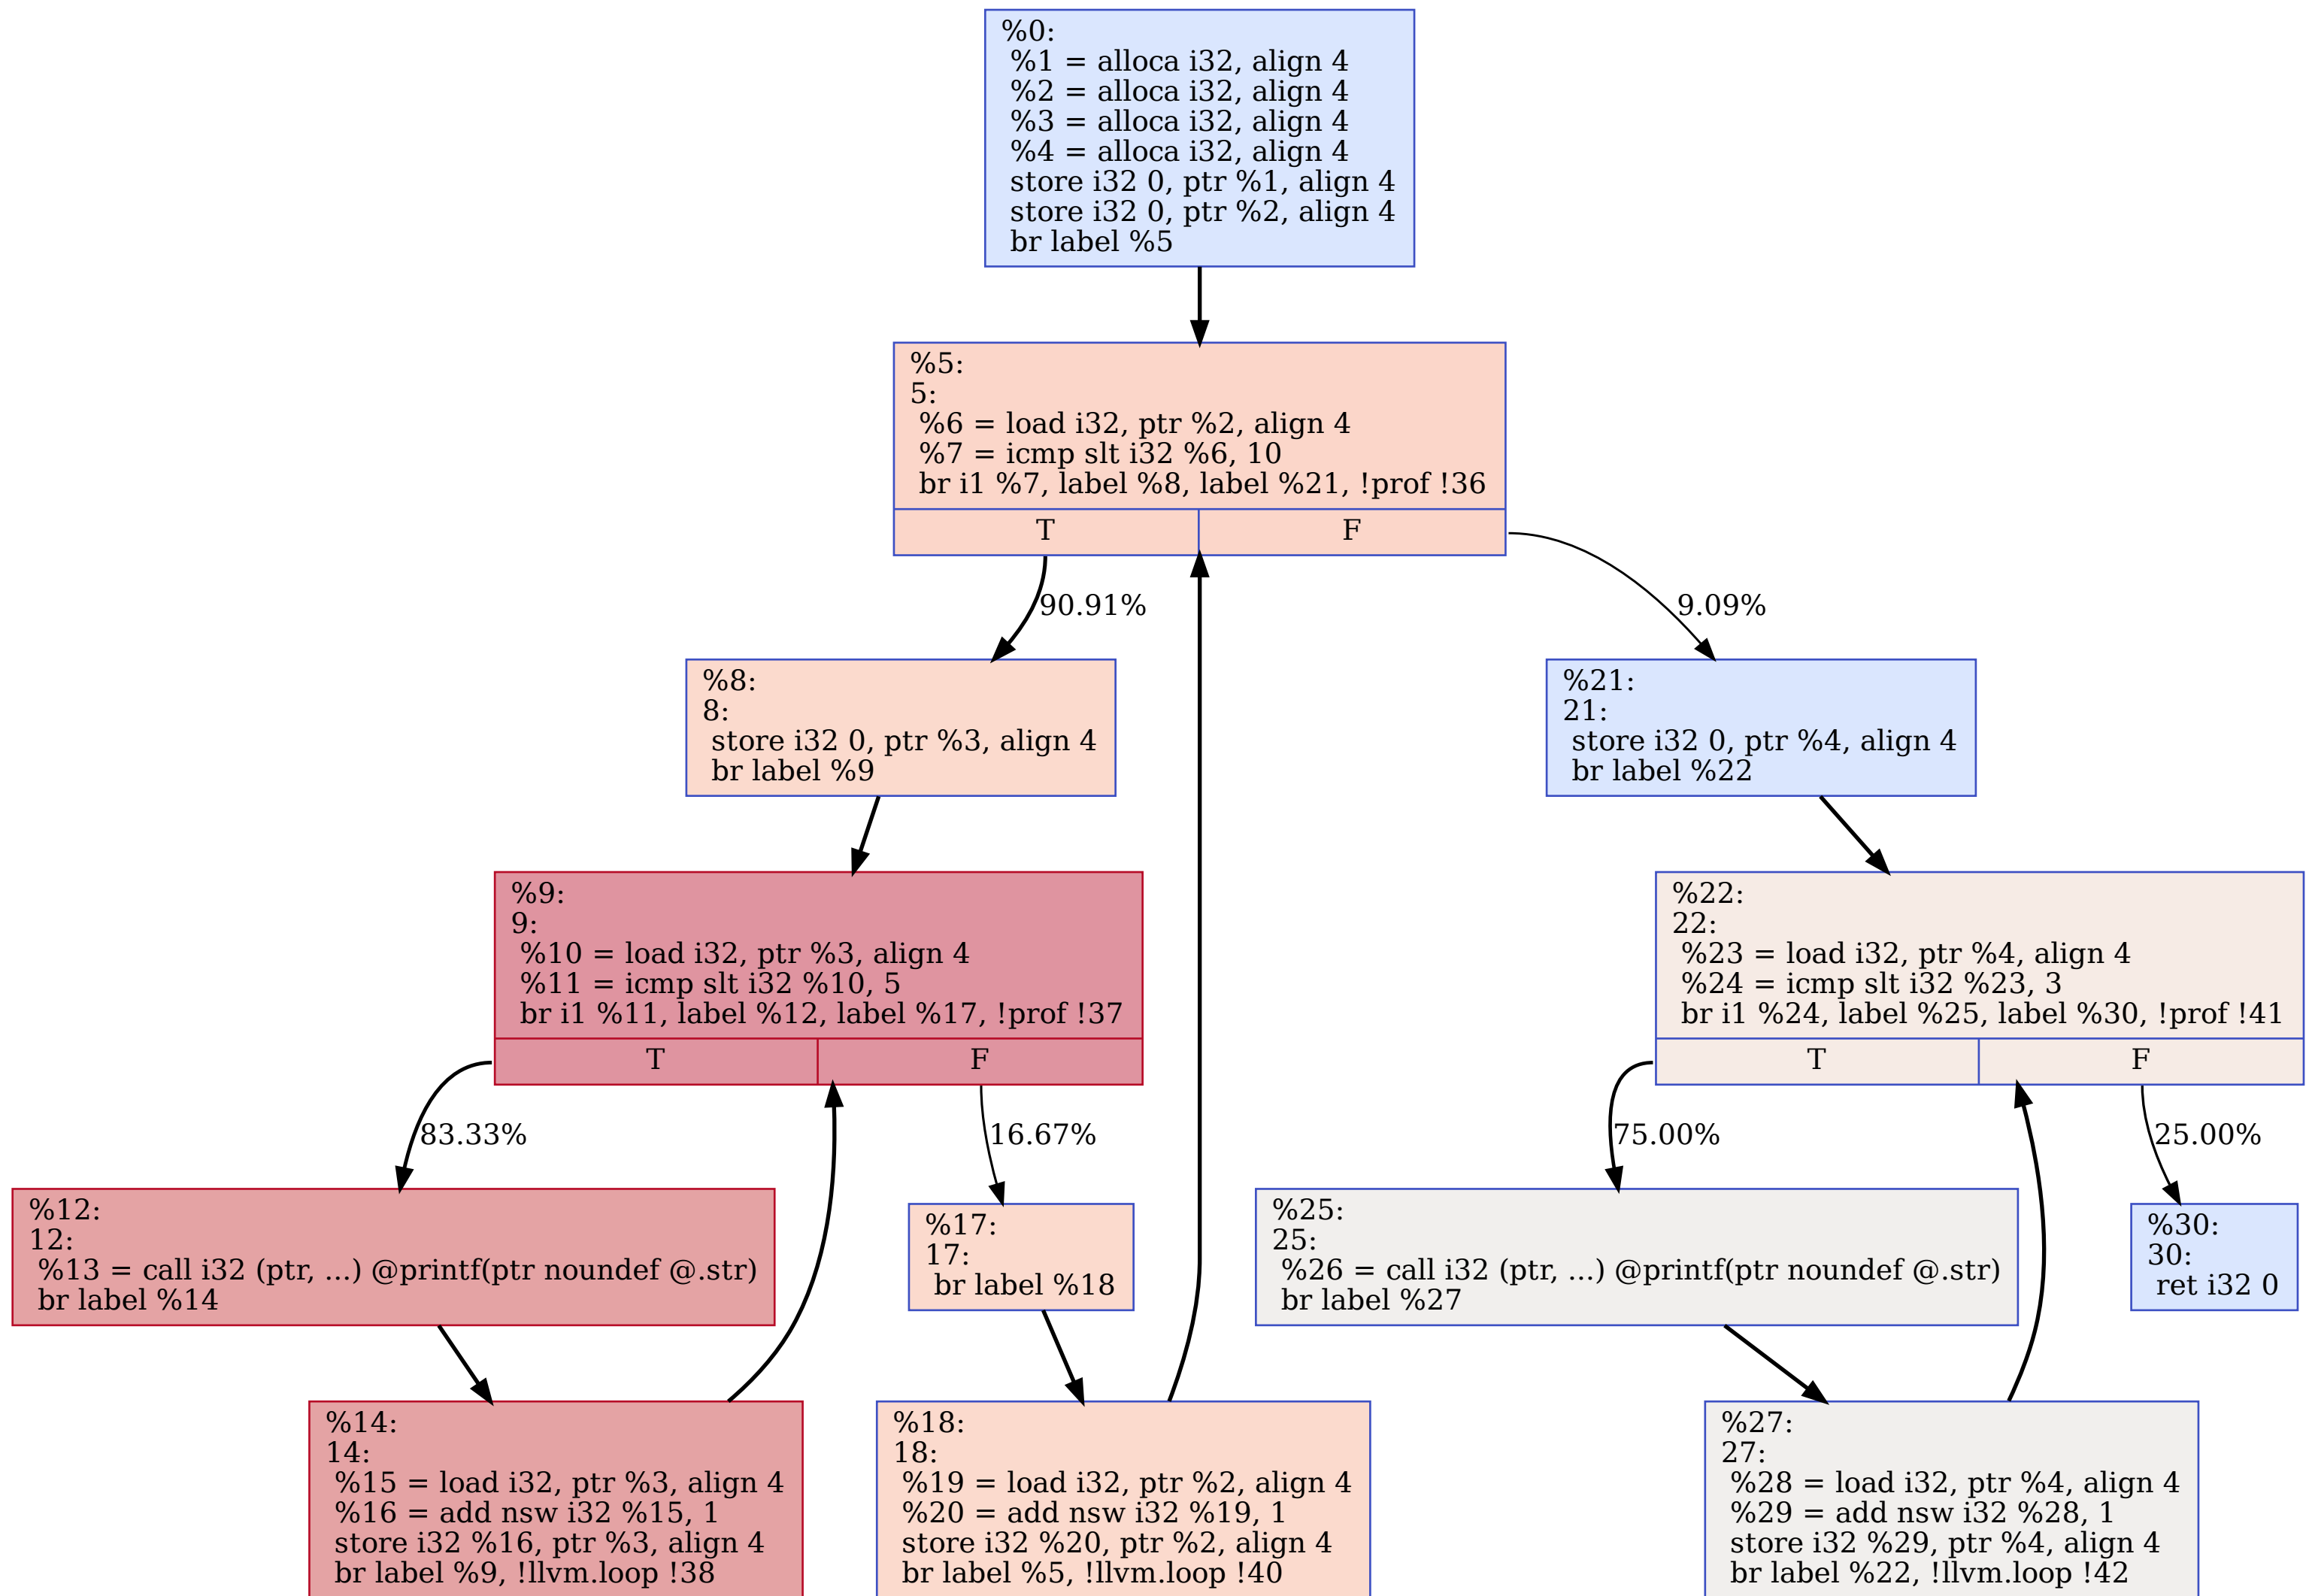 %0:
%1 = alloca i32, align 4
%2 = alloca i32, align 4
%3 = alloca i32, align 4
%4 = alloca i32, align 4
store i32 0, ptr %1, align 4
store i32 0, ptr %2, align 4
br label %5
%5:
5:
%6 = load i32, ptr %2, align 4
%7 = icmp slt i32 %6, 10
br i1 %7, label %8, label %21, !prof !36
T
F
90.91%
9.09%
%8:
8:
store i32 0, ptr %3, align 4
br label %9
%21:
21:
store i32 0, ptr %4, align 4
br label %22
%9:
9:
%10 = load i32, ptr %3, align 4
%11 = icmp slt i32 %10, 5
br i1 %11, label %12, label %17, !prof !37
T
F
%22:
22:
%23 = load i32, ptr %4, align 4
%24 = icmp slt i32 %23, 3
br i1 %24, label %25, label %30, !prof !41
T
F
83.33%
16.67%
75.00%
25.00%
%12:
12:
%13 = call i32 (ptr, ...) @printf(ptr noundef @.str)
br label %14
%17:
17:
br label %18
%25:
25:
%26 = call i32 (ptr, ...) @printf(ptr noundef @.str)
br label %27
%30:
30:
ret i32 0
%14:
14:
%15 = load i32, ptr %3, align 4
%16 = add nsw i32 %15, 1
store i32 %16, ptr %3, align 4
br label %9, !llvm.loop !38
%18:
18:
%19 = load i32, ptr %2, align 4
%20 = add nsw i32 %19, 1
store i32 %20, ptr %2, align 4
br label %5, !llvm.loop !40
%27:
27:
%28 = load i32, ptr %4, align 4
%29 = add nsw i32 %28, 1
store i32 %29, ptr %4, align 4
br label %22, !llvm.loop !42